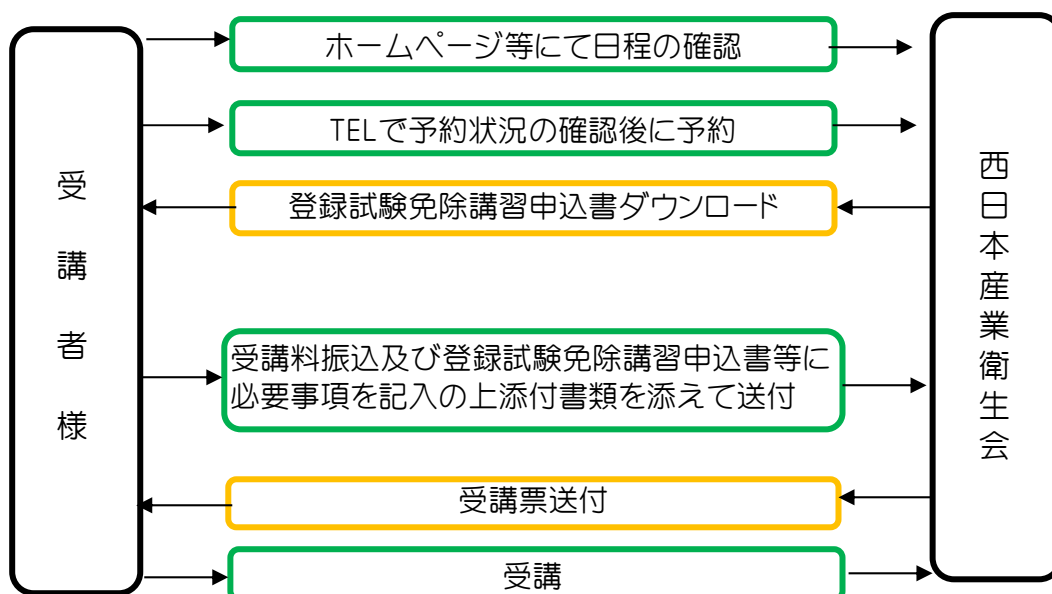 受講者様
ホームページ等にて日程の確認
TELで予約状況の確認後に予約
登録試験免除講習申込書ダウンロード
受講料振込及び登録試験免除講習申込書等に
必要事項を記入の上添付書類を添えて送付
受講票送付
受講
西日本産業衛生会